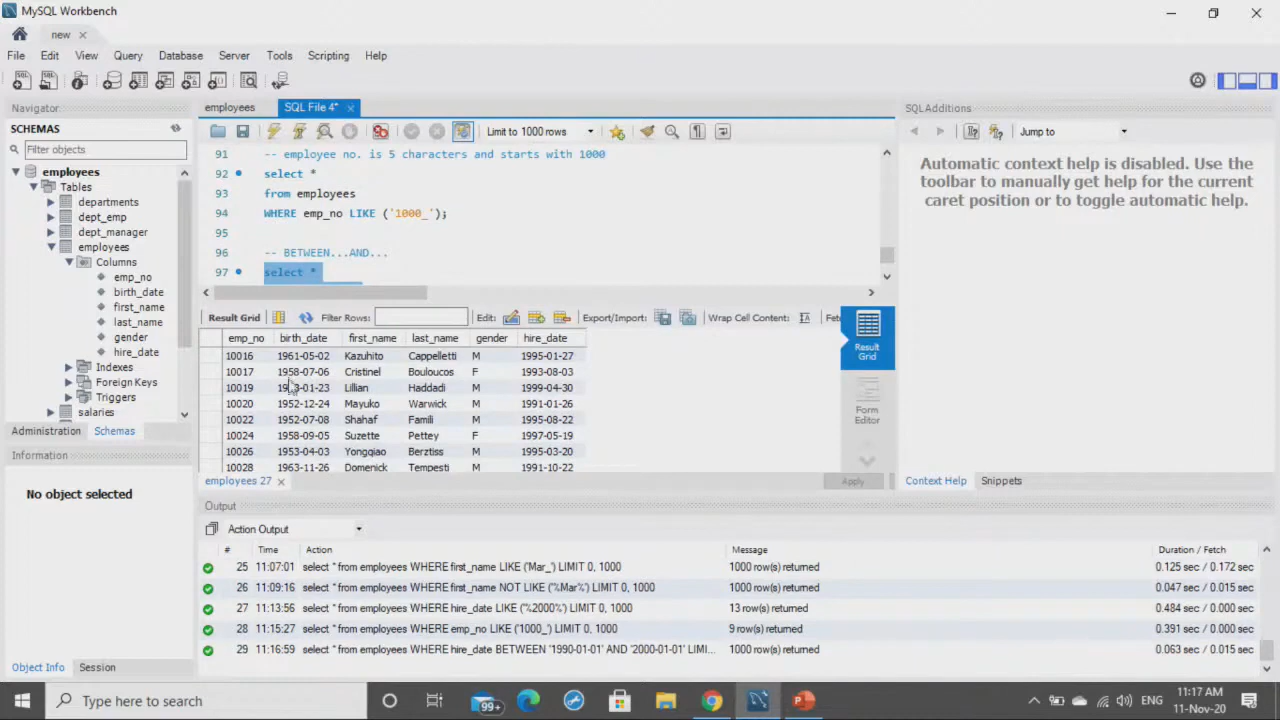 MySQL Workbench
new
File Edit View Query Database Server Tools Scripting Help
Navigator
SCHEMAS
Filter objects
employees
Tables
departments
dept_emp
dept_manager
employees
Columns
emp_no
birth_date
first_name
last_name
gender
hire_date
Indexes
Foreign Keys
Triggers
salaries
Administration Schemas
Information
No object selected
Object Info Session
employees SQL File 4*
Limit to 1000 rows
91 -- employee no. is 5 characters and starts with 1000
92 select *
93 from employees
94 WHERE emp_no LIKE ('1000_');
95
96 -- BETWEEN...AND...
97 select *
Result Grid Filter Rows: Edit: Export/Import: Wrap Cell Content: Fet
emp_no birth_date first_name last_name gender hire_date
10016 1961-05-02 Kazuhito Cappelletti M 1995-01-27
10017 1958-07-06 Cristinel Bouloucos F 1993-08-03
10019 Lillian Haddadi M 1999-04-30
10020 1952-12-24 Mayuko Warwick M 1991-01-26
10022 1952-07-08 Shahaf Famili M 1995-08-22
10024 1958-09-05 Suzette Pettey F 1997-05-19
10026 1953-04-03 Yongqiao Berztiss M 1995-03-20
10028 1963-11-26 Domenick Tempesti M 1991-10-22
Result
Grid
Form
Editor
employees 27
Apply
SQL Additions
Jump to
Automatic context help is disabled. Use the
toolbar to manually get help for the current
caret position or to toggle automatic help.
Context Help Snippets
Output
Action Output
# Time Action Message Duration / Fetch
25 11:07:01 select * from employees WHERE first_name LIKE ('Mar_') LIMIT 0, 1000 1000 row(s) returned 0.125 sec / 0.172 sec
26 11:09:16 select * from employees WHERE first_name NOT LIKE ('%Mar%') LIMIT 0, 1000 1000 row(s) returned 0.047 sec / 0.015 sec
27 11:13:56 select * from employees WHERE hire_date LIKE ('%2000%') LIMIT 0, 1000 13 row(s) returned 0.484 sec / 0.000 sec
28 11:15:27 select * from employees WHERE emp_no LIKE ('1000_') LIMIT 0, 1000 9 row(s) returned 0.391 sec / 0.000 sec
29 11:16:59 select * from employees WHERE hire_date BETWEEN '1990-01-01' AND '2000-01-01' LIMI... 1000 row(s) returned 0.063 sec / 0.015 sec
Type here to search
99+
ENG
11:17 AM
11-Nov-20